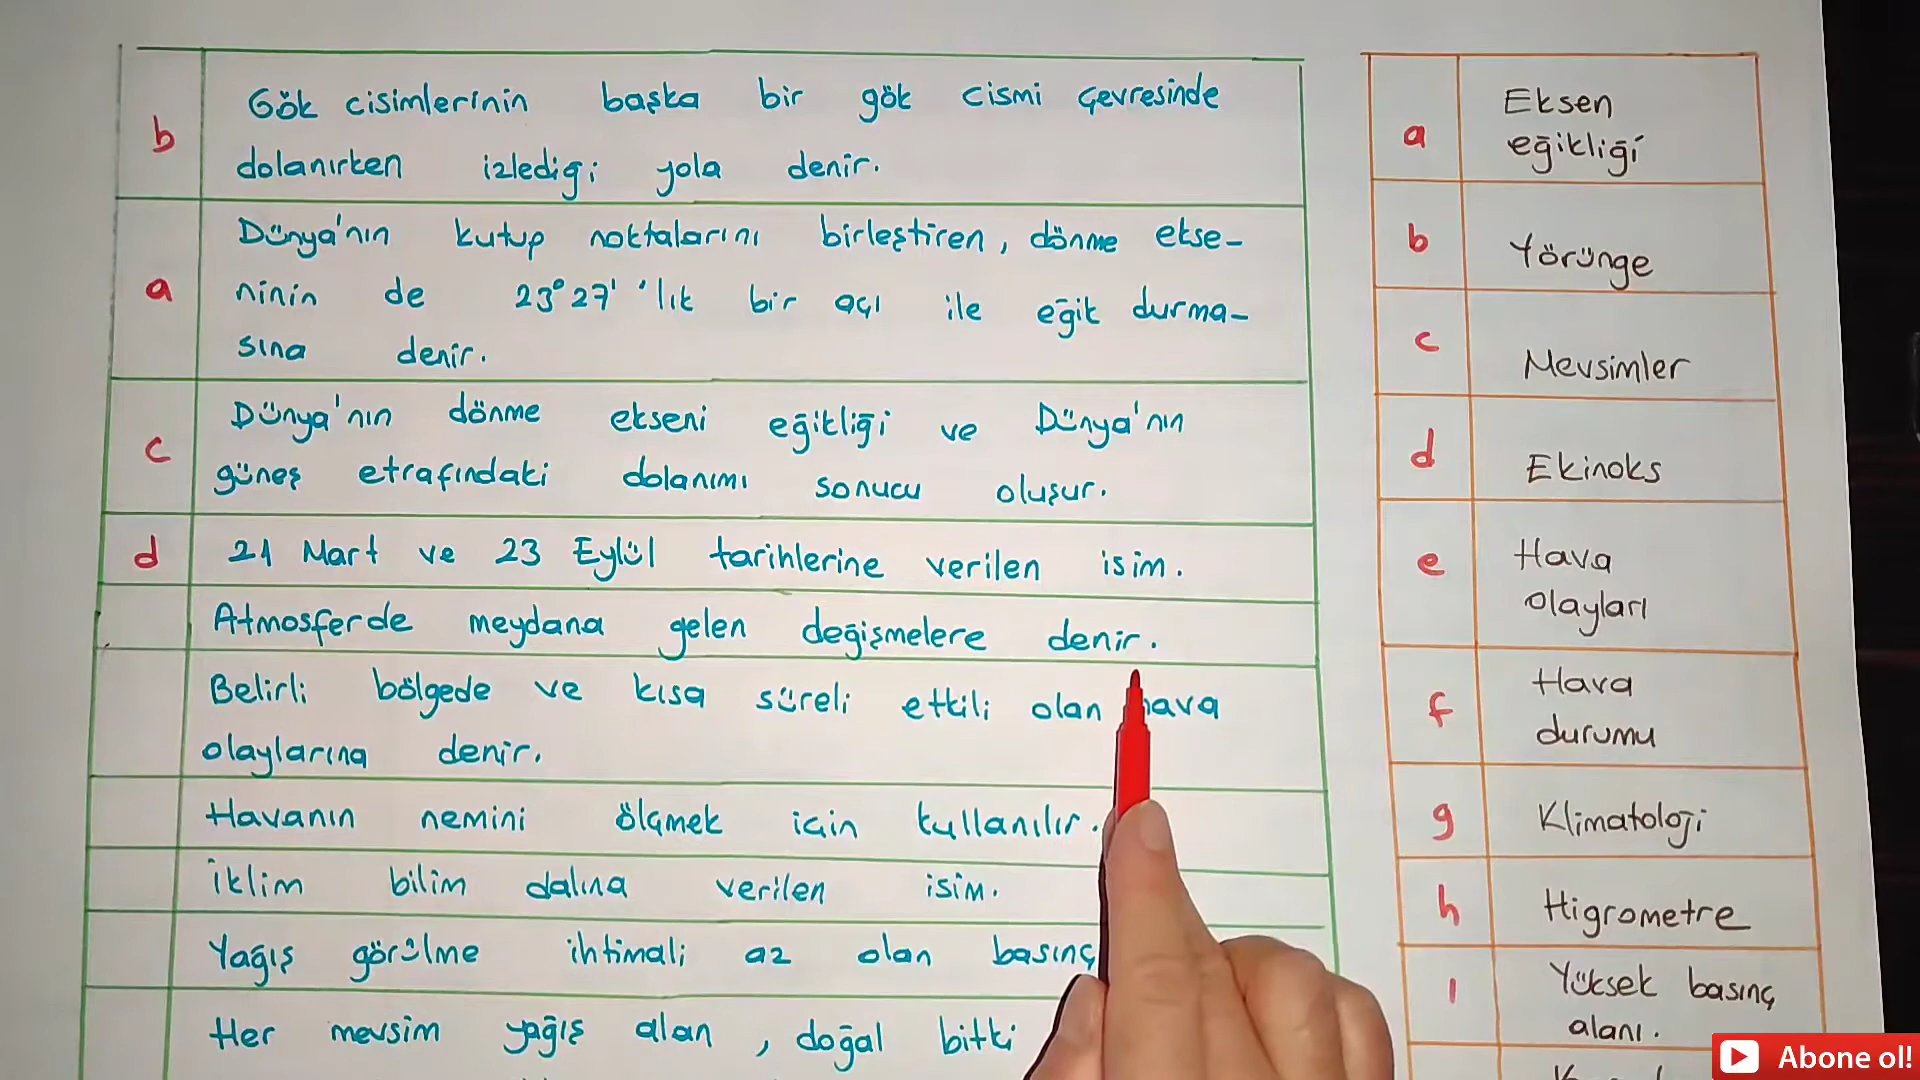 b
Gök cisimlerinin başka bir gök cismi çevresinde
dolanırken izlediği yola denir.
a
Dünya'nın kutup noktalarını birleştiren, dönme ekse-
ninin de 23°27' 'lık bir açı ile eğik durma-
sına denir.
c
Dünya'nın dönme ekseni eğikliği ve Dünya'nın
güneş etrafındaki dolanımı sonucu oluşur.
d
21 Mart ve 23 Eylül tarihlerine verilen isim.
Atmosferde meydana gelen değişmelere denir.
Belirli bölgede ve kısa süreli etkili olan hava
olaylarına denir.
Havanın nemini ölçmek için kullanılır.
İklim bilim dalına verilen isim.
Yağış görülme ihtimali az olan basınç
Her mevsim yağış alan, doğal bitki
a
Eksen
eğikliği
b
Yörünge
c
Mevsimler
d
Ekinoks
e
Hava
olayları
f
Hava
durumu
g
Klimatoloji
h
Higrometre
ı
Yüksek basınç
alanı.
Abone ol!